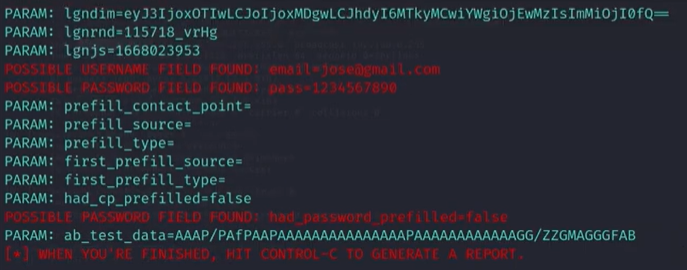 PARAM: lgndim=eyJ3IjoxOTIwLCJoIjoxMDgwLCJhdyI6MTkyMCwiYWgiOjEwMzIsImMiOjI0fQ==
PARAM: lgnrnd=115718_vrHg
PARAM: lgnjs=1668023953
POSSIBLE USERNAME FIELD FOUND: email=jose@gmail.com
POSSIBLE PASSWORD FIELD FOUND: pass=1234567890
PARAM: prefill_contact_point=
PARAM: prefill_source=
PARAM: prefill_type=
PARAM: first_prefill_source=
PARAM: first_prefill_type=
PARAM: had_cp_prefilled=false
POSSIBLE PASSWORD FIELD FOUND: had_password_prefilled=false
PARAM: ab_test_data=AAAP/PAfPAAPAAAAAAAAAAAAAAAPAAAAAAAAAAAAGG/ZZGMAGGGFAB
[*] WHEN YOU'RE FINISHED, HIT CONTROL-C TO GENERATE A REPORT.